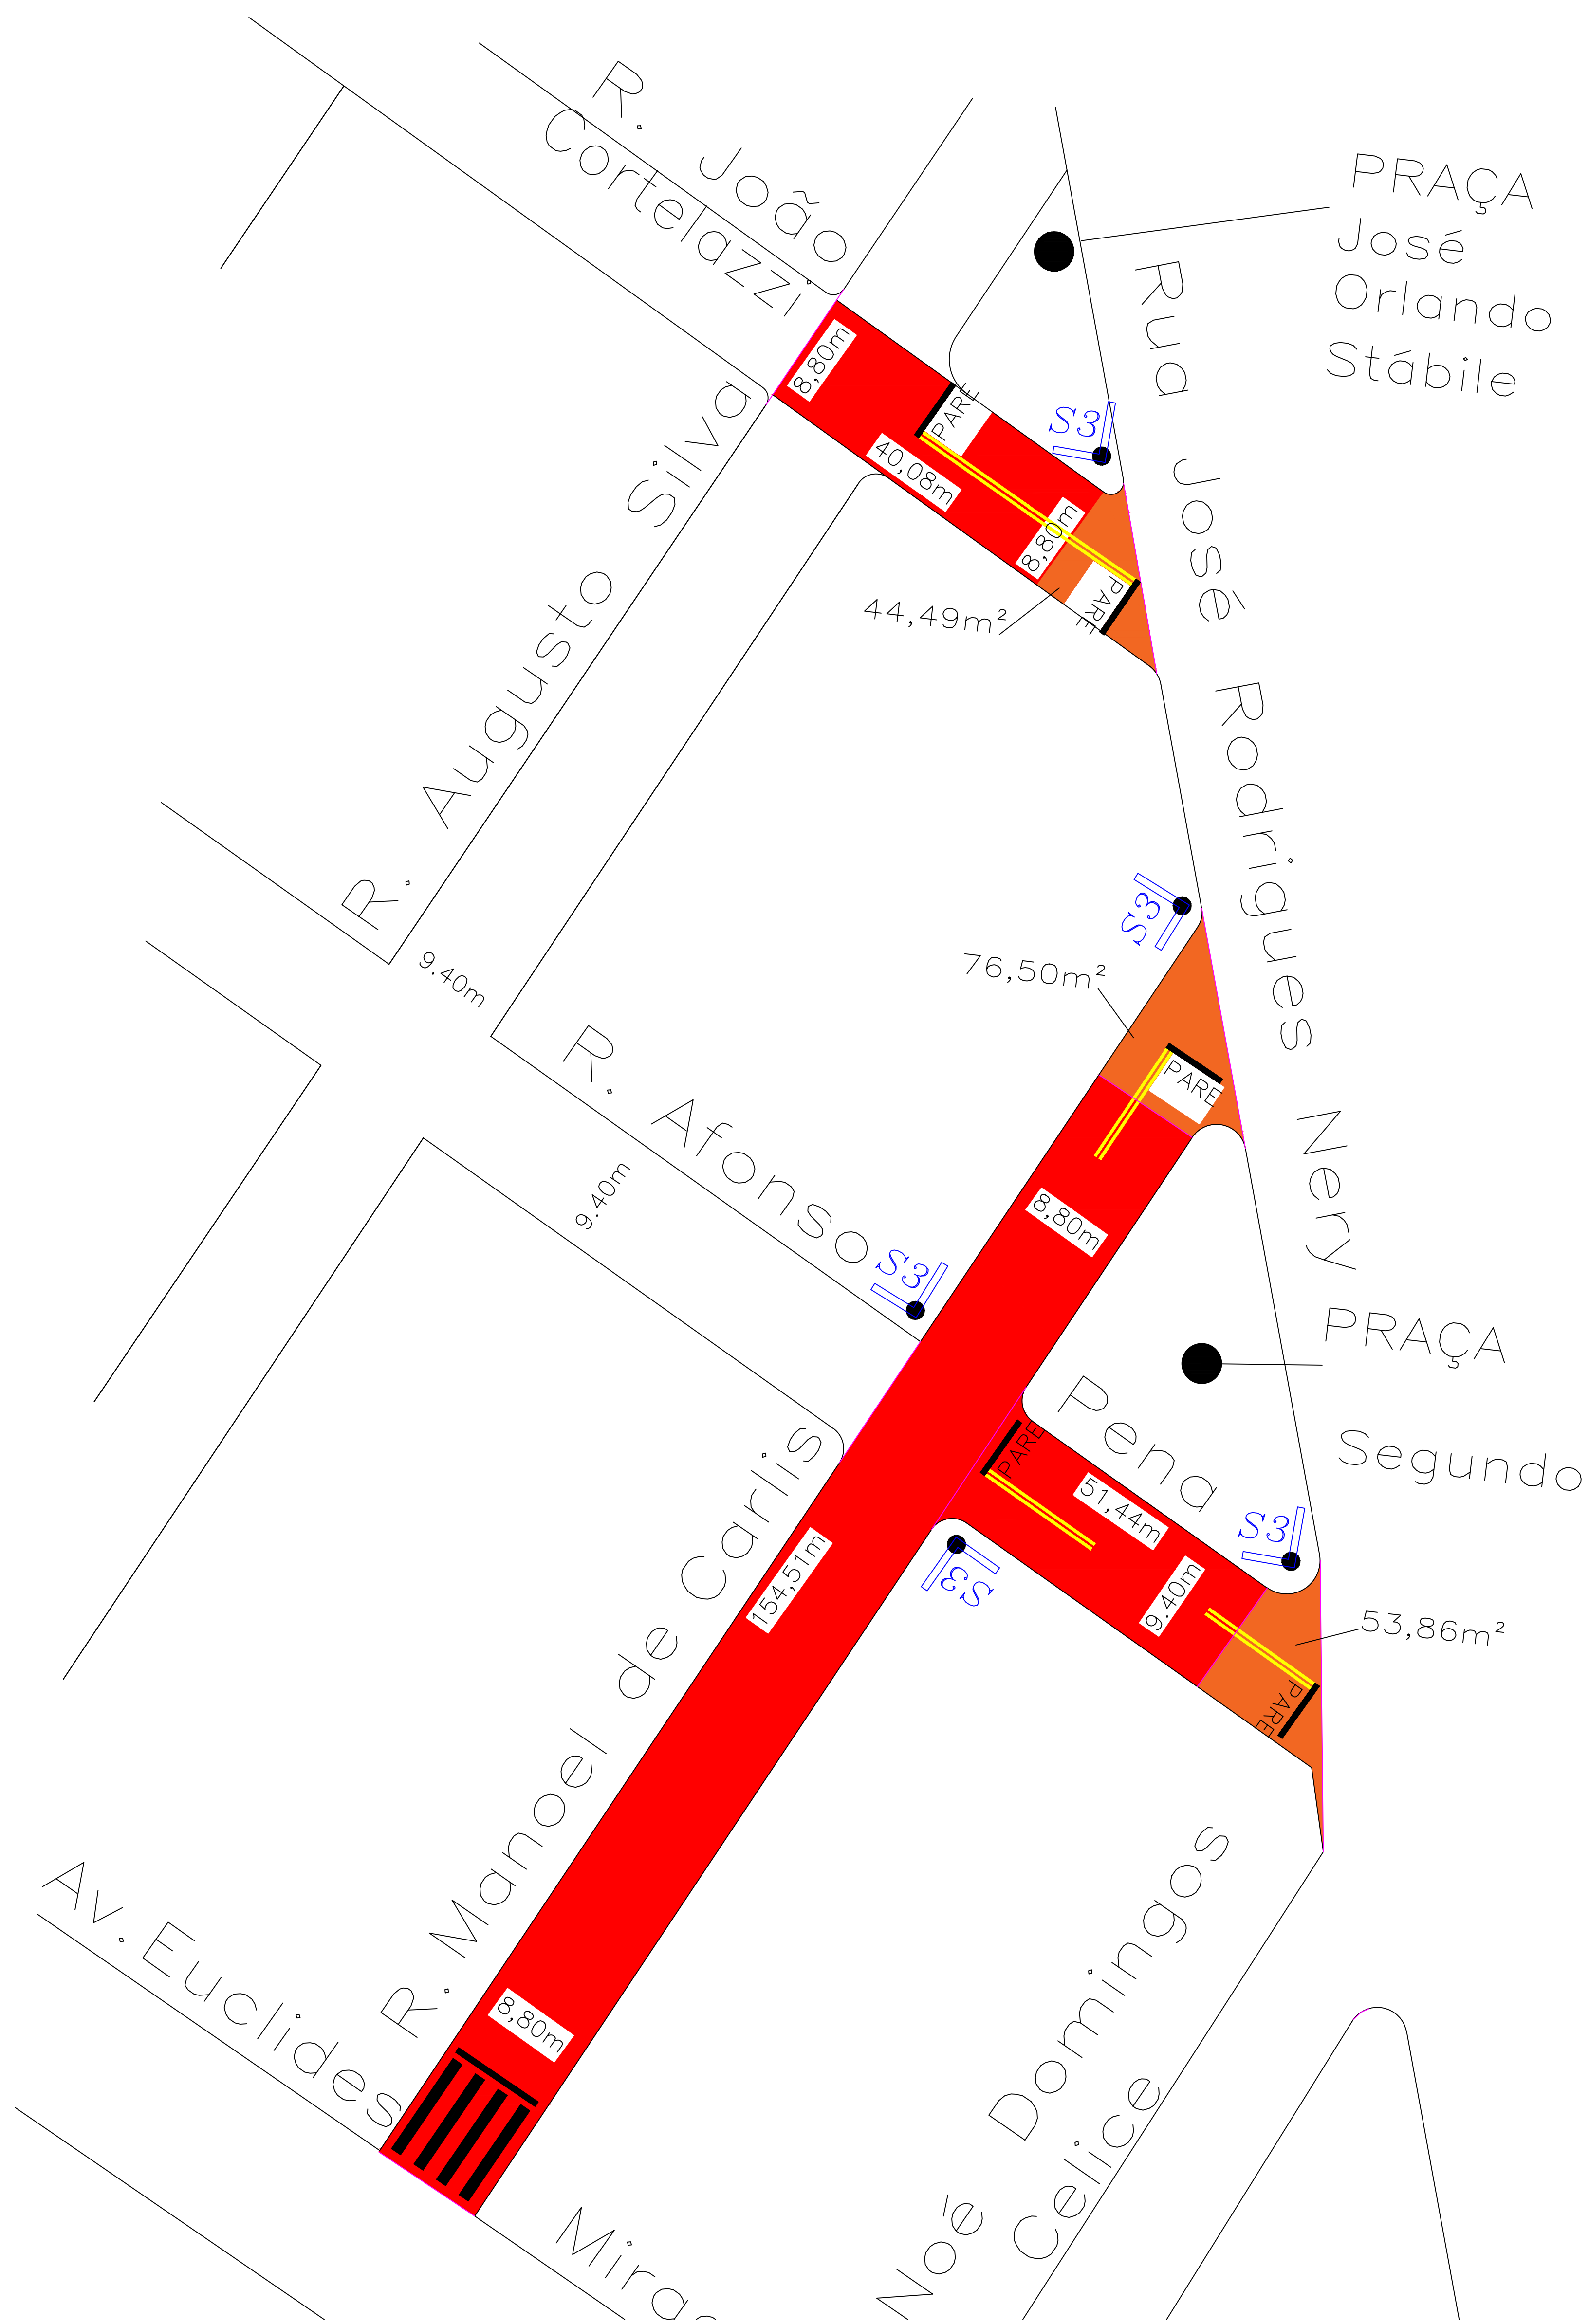 R. João
Cortelazzi
PRAÇA
José
Orlando
Stábile
Rua José Rodrigues Nery
8,80m
PARE
S3
40,08m
8,80m
PARE
44,49m²
R. Augusto Silva
S3
76,50m²
9.40m
PARE
R. Afonso Pena
9.40m
8,80m
S3
PRAÇA
Segundo
PARE
51,44m
S3
9.40m
S3
53,86m²
PARE
154,51m
R. Manoel de Carlis
Av. Euclides
8,80m
Noé Domingos
Celice